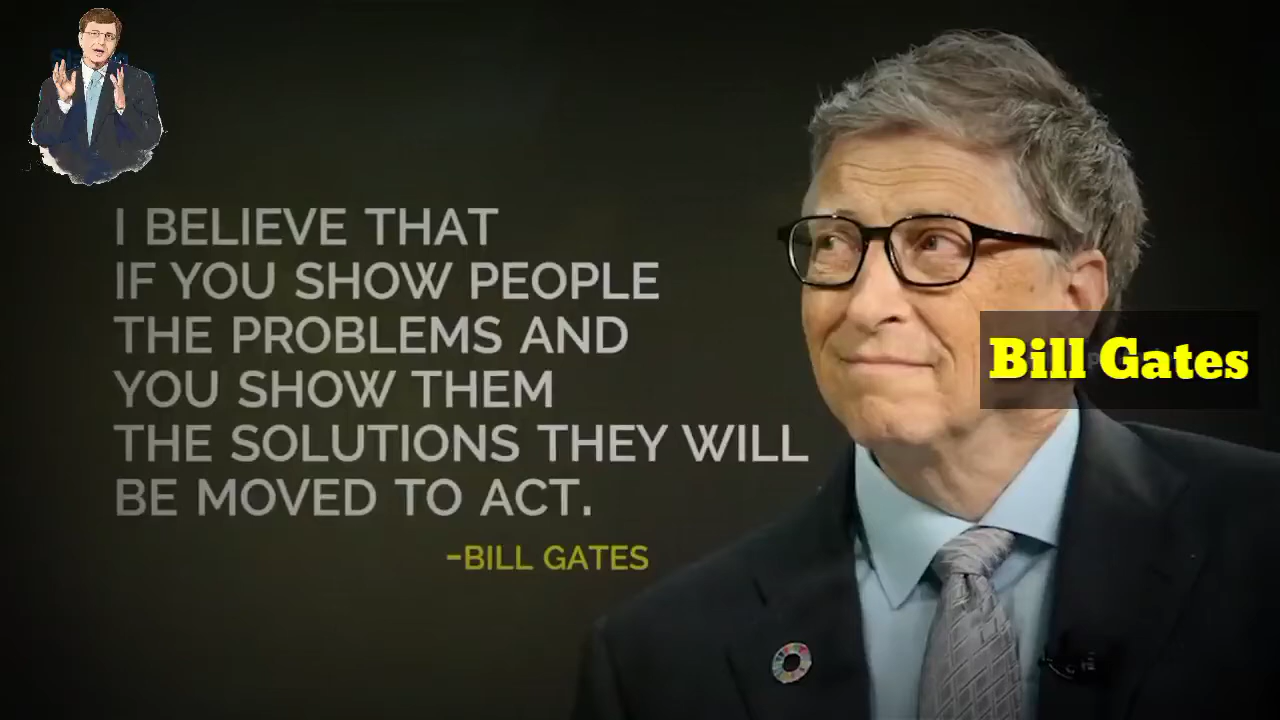 I BELIEVE THAT
IF YOU SHOW PEOPLE
THE PROBLEMS AND
YOU SHOW THEM
THE SOLUTIONS THEY WILL
BE MOVED TO ACT.
-BILL GATES
Bill Gates